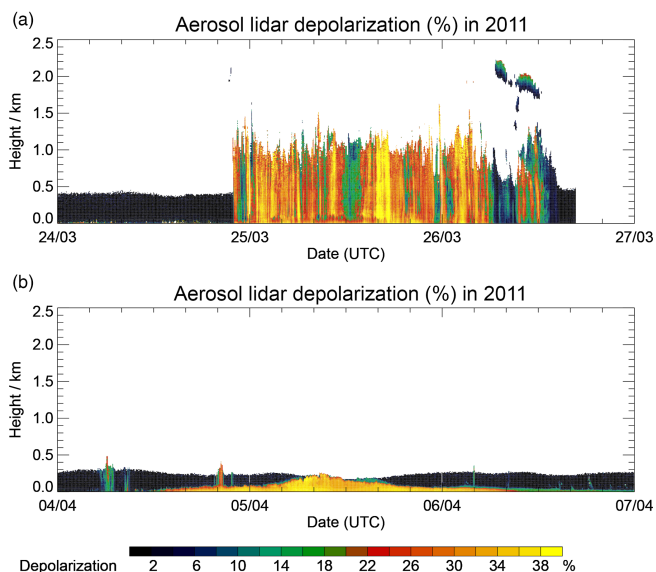 (a)
Aerosol lidar depolarization (%) in 2011
2.5
2.0
1.5
1.0
0.5
0.0
Height / km
24/03 25/03 26/03 27/03
Date (UTC)
(b)
Aerosol lidar depolarization (%) in 2011
2.5
2.0
1.5
1.0
0.5
0.0
Height / km
04/04 05/04 06/04 07/04
Date (UTC)
Depolarization 2 6 10 14 18 22 26 30 34 38 %